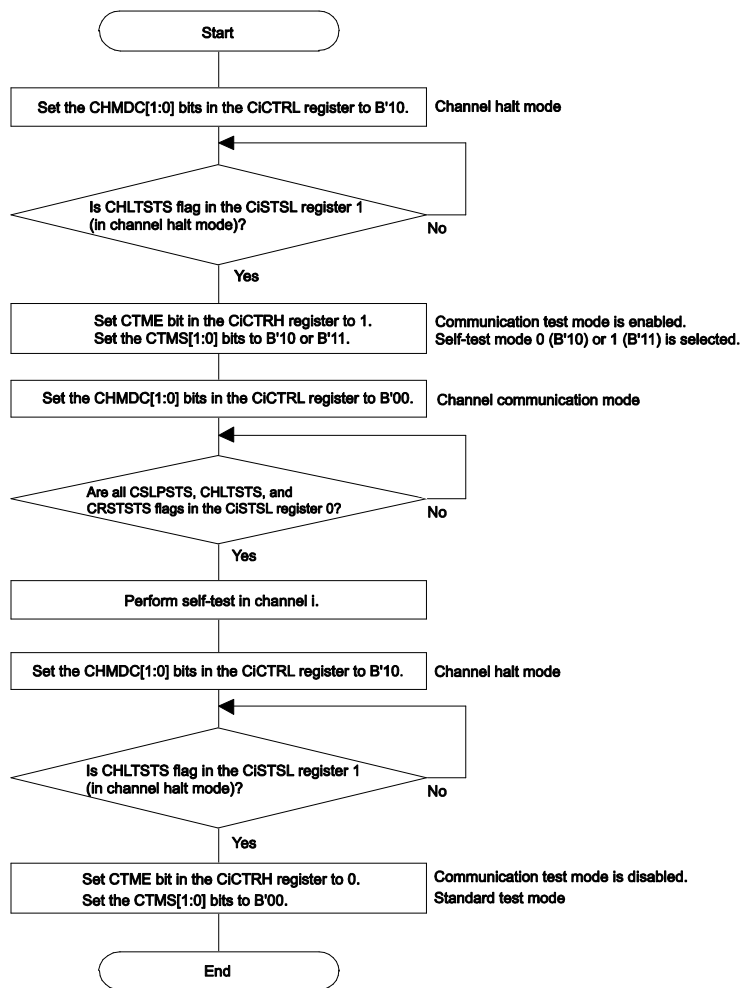 Start
Set the CHMDC[1:0] bits in the CiCTRL register to B'10.
Channel halt mode
Is CHLTSTS flag in the CiSTSL register 1
(in channel halt mode)?
No
Yes
Set CTME bit in the CiCTRH register to 1.
Set the CTMS[1:0] bits to B'10 or B'11.
Communication test mode is enabled.
Self-test mode 0 (B'10) or 1 (B'11) is selected.
Set the CHMDC[1:0] bits in the CiCTRL register to B'00.
Channel communication mode
Are all CSLPSTS, CHLTSTS, and
CRSTSTS flags in the CiSTSL register 0?
No
Yes
Perform self-test in channel i.
Set the CHMDC[1:0] bits in the CiCTRL register to B'10.
Channel halt mode
Is CHLTSTS flag in the CiSTSL register 1
(in channel halt mode)?
No
Yes
Set CTME bit in the CiCTRH register to 0.
Set the CTMS[1:0] bits to B'00.
Communication test mode is disabled.
Standard test mode
End